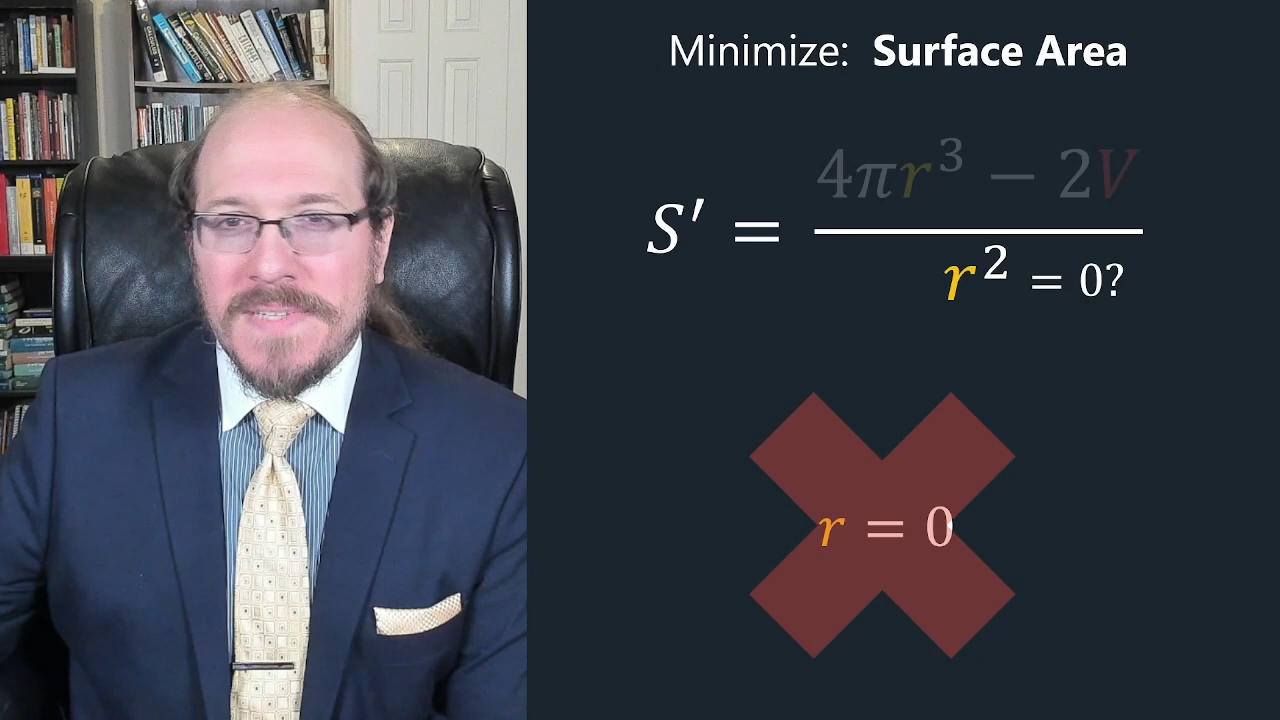 Minimize: Surface Area
4πr³ − 2V
S′ =
r² = 0?
r = 0